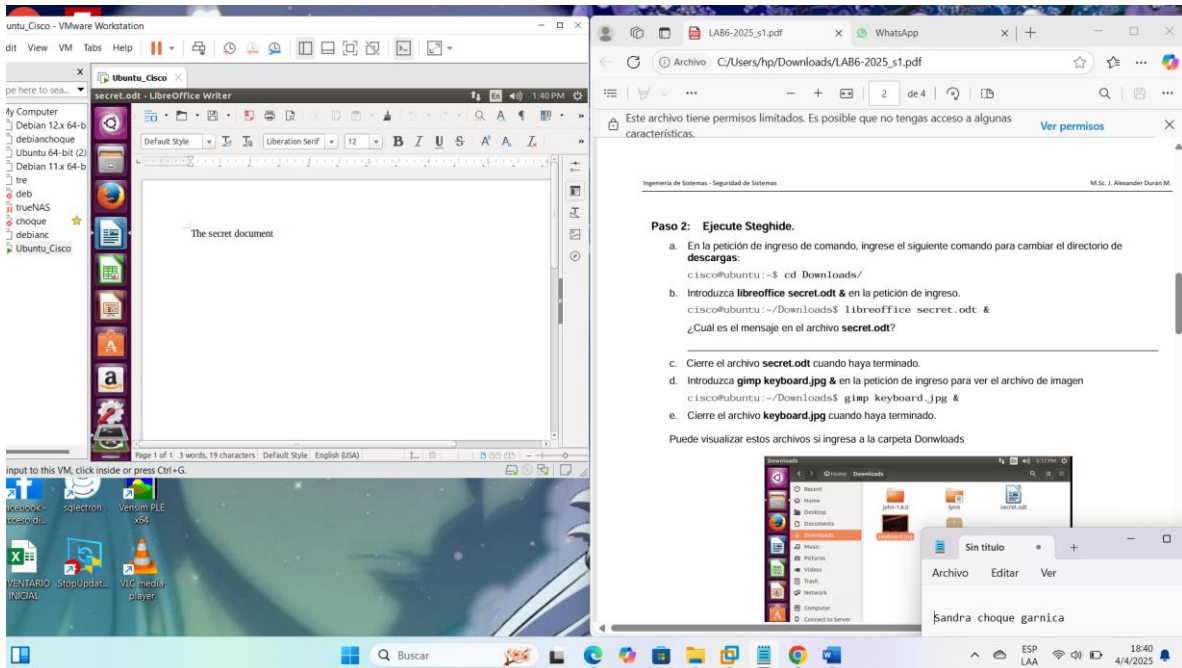 untu_Cisco - VMware Workstation
dit View VM Tabs Help
pe here to sea...
My Computer
Debian 12.x 64-b
debianchoque
Ubuntu 64-bit (2)
Debian 11.x 64-b
tre
deb
trueNAS
choque
debianc
Ubuntu_Cisco
Ubuntu_Cisco
secret.odt - LibreOffice Writer
En 1:40 PM
Default Style Liberation Serif 12
The secret document
Page 1 of 1 3 words, 19 characters Default Style English (USA)
input to this VM, click inside or press Ctrl+G.
sqlectron
Vensim PLE
x64
INICIAL
StopUpdat...
VLC media
player
LAB6-2025_s1.pdf
WhatsApp
Archivo C:/Users/hp/Downloads/LAB6-2025_s1.pdf
2 de 4
Este archivo tiene permisos limitados. Es posible que no tengas acceso a algunas
características.
Ver permisos
Ingeniería de Sistemas - Seguridad de Sistemas M.Sc. J. Alexander Durán M.
Paso 2: Ejecute Steghide.
a. En la petición de ingreso de comando, ingrese el siguiente comando para cambiar el directorio de
descargas:
cisco@ubuntu:~$ cd Downloads/
b. Introduzca libreoffice secret.odt & en la petición de ingreso.
cisco@ubuntu:~/Downloads$ libreoffice secret.odt &
¿Cuál es el mensaje en el archivo secret.odt?
c. Cierre el archivo secret.odt cuando haya terminado.
d. Introduzca gimp keyboard.jpg & en la petición de ingreso para ver el archivo de imagen
cisco@ubuntu:~/Downloads$ gimp keyboard.jpg &
e. Cierre el archivo keyboard.jpg cuando haya terminado.
Puede visualizar estos archivos si ingresa a la carpeta Donwloads
Downloads En 5:17 PM
Home Downloads
Recent
Home
Desktop
Documents
Downloads
Music
Pictures
Videos
Trash
Network
Computer
Connect to Server
john-1.8.0
lynis
secret.odt
keyboard.jpg
Sin título
Archivo Editar Ver
Sandra choque garnica
Buscar
ESP
LAA
18:40
4/4/2025